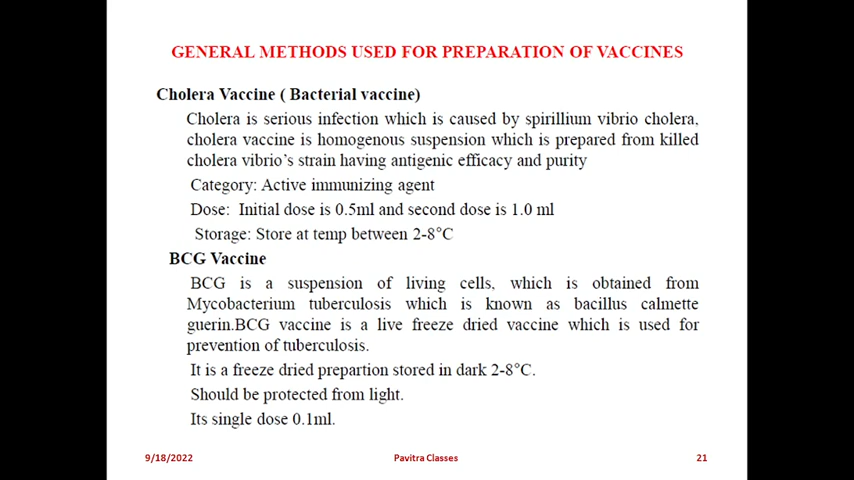 GENERAL METHODS USED FOR PREPARATION OF VACCINES
Cholera Vaccine ( Bacterial vaccine)
Cholera is serious infection which is caused by spirillium vibrio cholera,
cholera vaccine is homogenous suspension which is prepared from killed
cholera vibrio's strain having antigenic efficacy and purity
Category: Active immunizing agent
Dose: Initial dose is 0.5ml and second dose is 1.0 ml
Storage: Store at temp between 2-8°C
BCG Vaccine
BCG is a suspension of living cells, which is obtained from
Mycobacterium tuberculosis which is known as bacillus calmette
guerin.BCG vaccine is a live freeze dried vaccine which is used for
prevention of tuberculosis.
It is a freeze dried prepartion stored in dark 2-8°C.
Should be protected from light.
Its single dose 0.1ml.
9/18/2022
Pavitra Classes
21